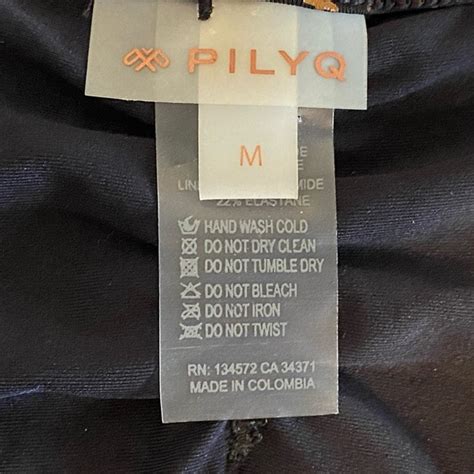 PILYQ
M
22% ELASTANE
HAND WASH COLD
DO NOT DRY CLEAN
DO NOT TUMBLE DRY
DO NOT BLEACH
DO NOT IRON
DO NOT TWIST
RN: 134572 CA 34371
MADE IN COLOMBIA